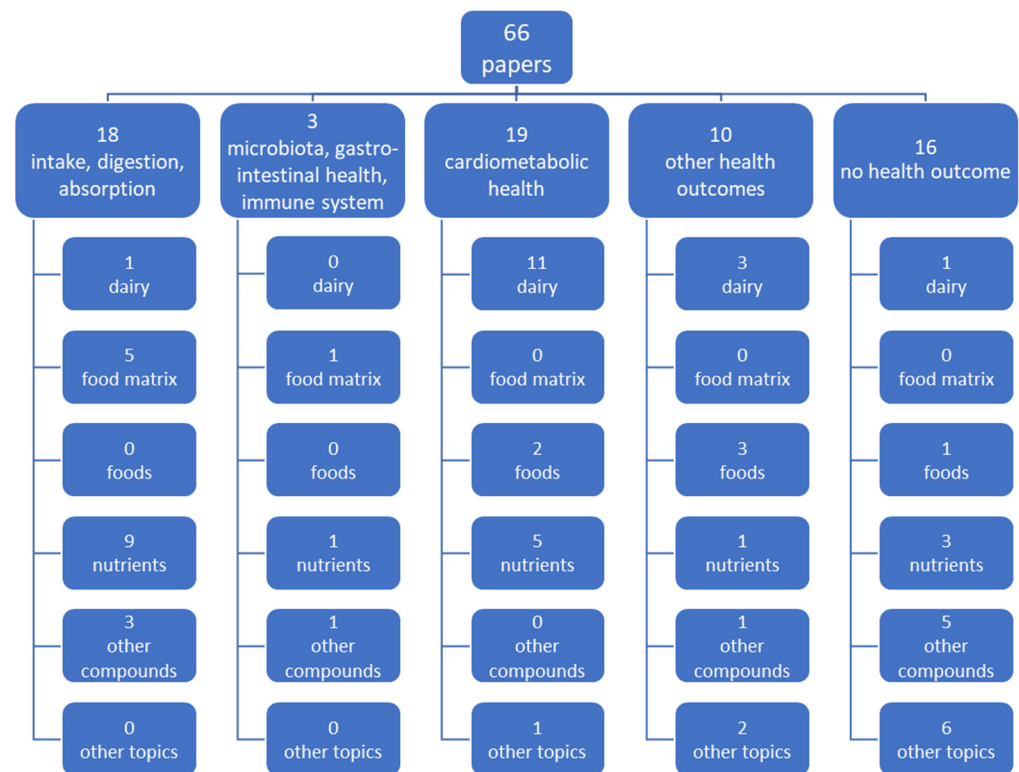 66
papers
18
intake, digestion,
absorption
3
microbiota, gastro-
intestinal health,
immune system
19
cardiometabolic
health
10
other health
outcomes
16
no health outcome
1
dairy
0
dairy
11
dairy
3
dairy
1
dairy
5
food matrix
1
food matrix
0
food matrix
0
food matrix
0
food matrix
0
foods
0
foods
2
foods
3
foods
1
foods
9
nutrients
1
nutrients
5
nutrients
1
nutrients
3
nutrients
3
other
compounds
1
other
compounds
0
other
compounds
1
other
compounds
5
other
compounds
0
other topics
0
other topics
1
other topics
2
other topics
6
other topics